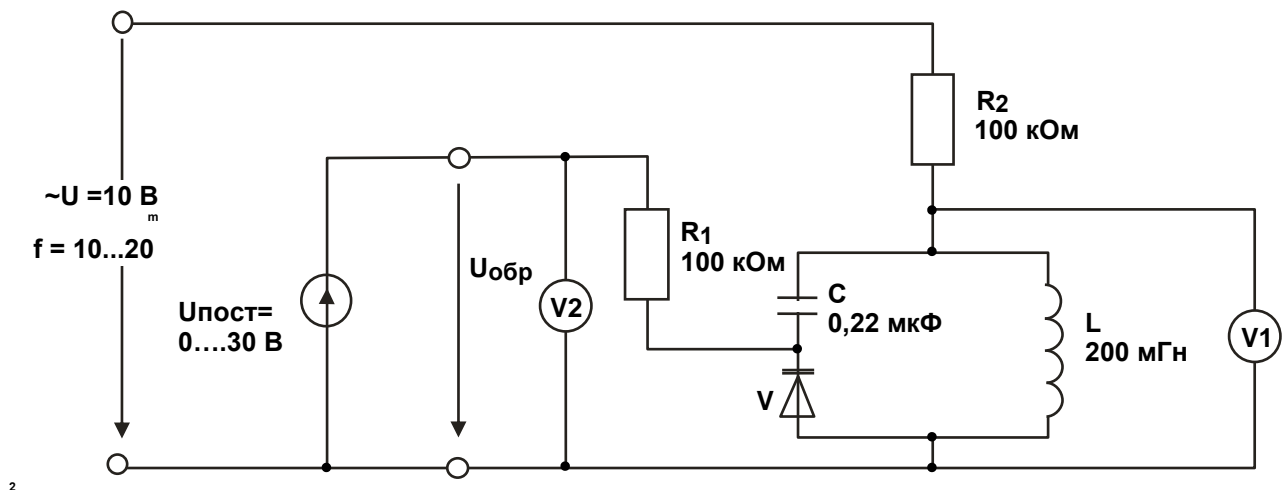 R2
100 кОм
~U =10 В
m
f = 10...20
R1
100 кОм
Uобр
Uпост=
0....30 В
V2
C
0,22 мкФ
L
200 мГн
V1
V
2